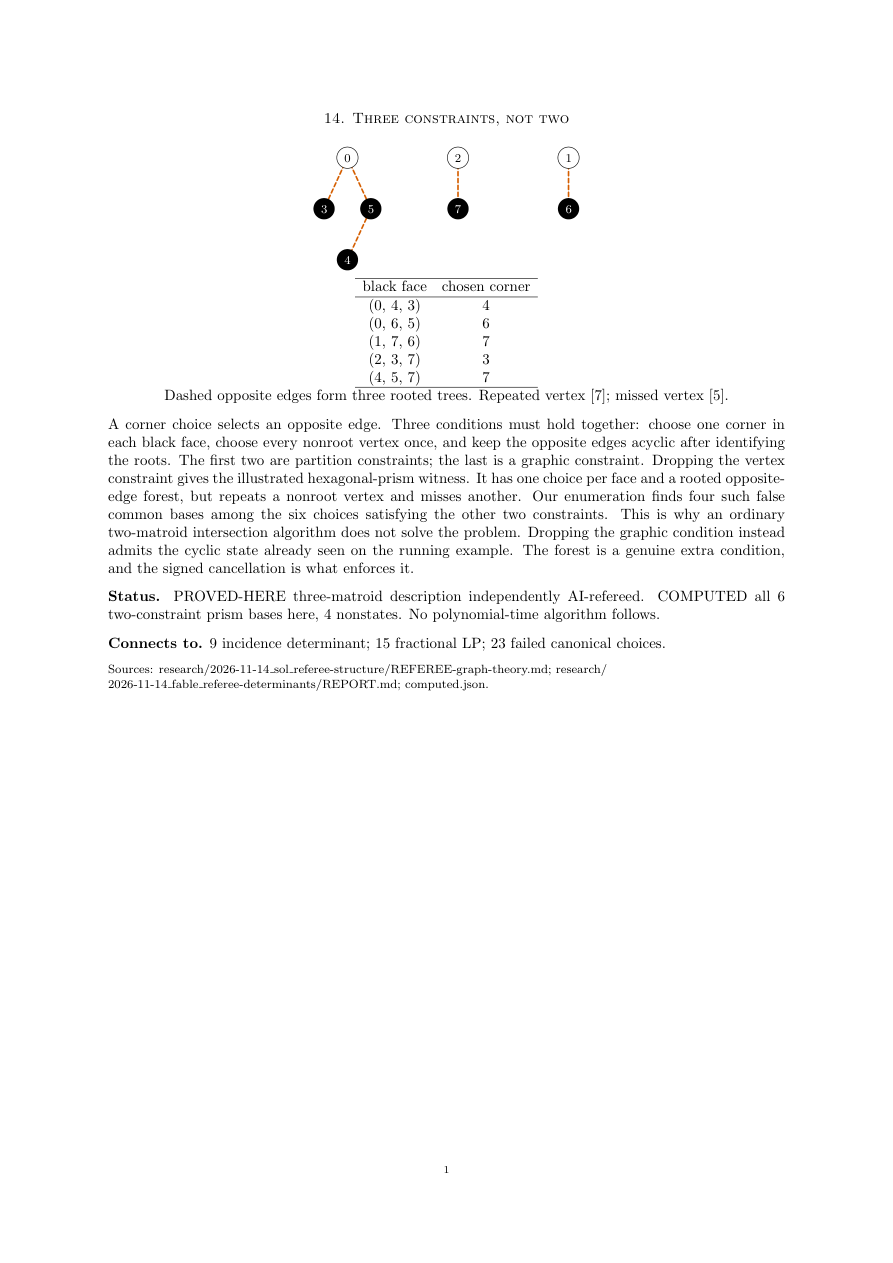 14. Three constraints, not two
0 2 1
3 5 7 6
4
black face chosen corner
(0, 4, 3) 4
(0, 6, 5) 6
(1, 7, 6) 7
(2, 3, 7) 3
(4, 5, 7) 7
Dashed opposite edges form three rooted trees. Repeated vertex [7]; missed vertex [5].
A corner choice selects an opposite edge. Three conditions must hold together: choose one corner in
each black face, choose every nonroot vertex once, and keep the opposite edges acyclic after identifying
the roots. The first two are partition constraints; the last is a graphic constraint. Dropping the vertex
constraint gives the illustrated hexagonal-prism witness. It has one choice per face and a rooted opposite-
edge forest, but repeats a nonroot vertex and misses another. Our enumeration finds four such false
common bases among the six choices satisfying the other two constraints. This is why an ordinary
two-matroid intersection algorithm does not solve the problem. Dropping the graphic condition instead
admits the cyclic state already seen on the running example. The forest is a genuine extra condition,
and the signed cancellation is what enforces it.
Status. PROVED-HERE three-matroid description independently AI-refereed. COMPUTED all 6
two-constraint prism bases here, 4 nonstates. No polynomial-time algorithm follows.
Connects to. 9 incidence determinant; 15 fractional LP; 23 failed canonical choices.
Sources: research/2026-11-14_sol_referee-structure/REFEREE-graph-theory.md; research/
2026-11-14_fable_referee-determinants/REPORT.md; computed.json.
1